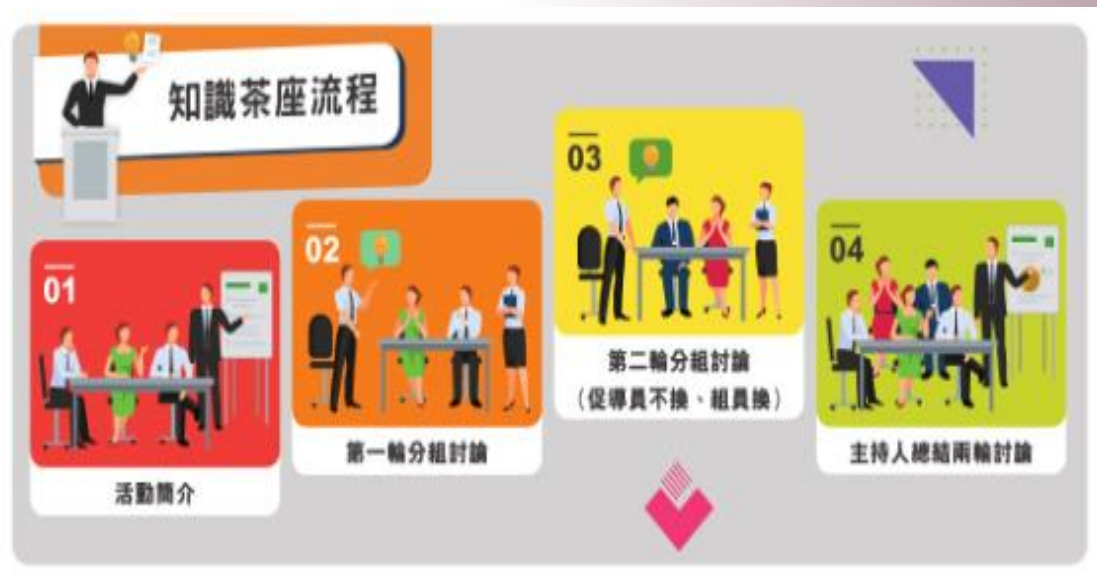 知識茶座流程
01
活動簡介
02
第一輪分組討論
03
第二輪分組討論
（促導員不換、組員換）
04
主持人總結兩輪討論